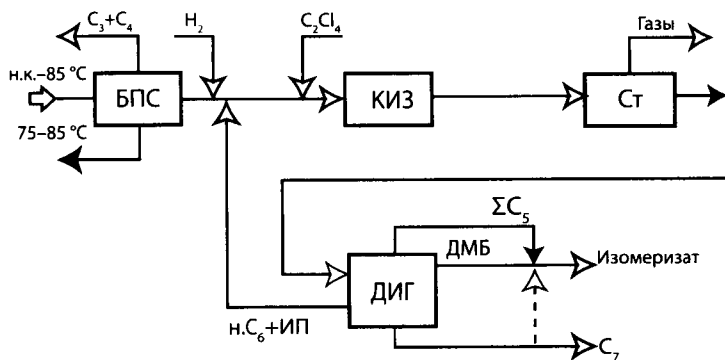 C₃+C₄
H₂
C₂Cl₄
Газы
н.к.–85 °C
БПС
КИЗ
Ст
75–85 °C
ΣC₅
ДМБ
Изомеризат
ДИГ
н.C₆+ИП
C₇